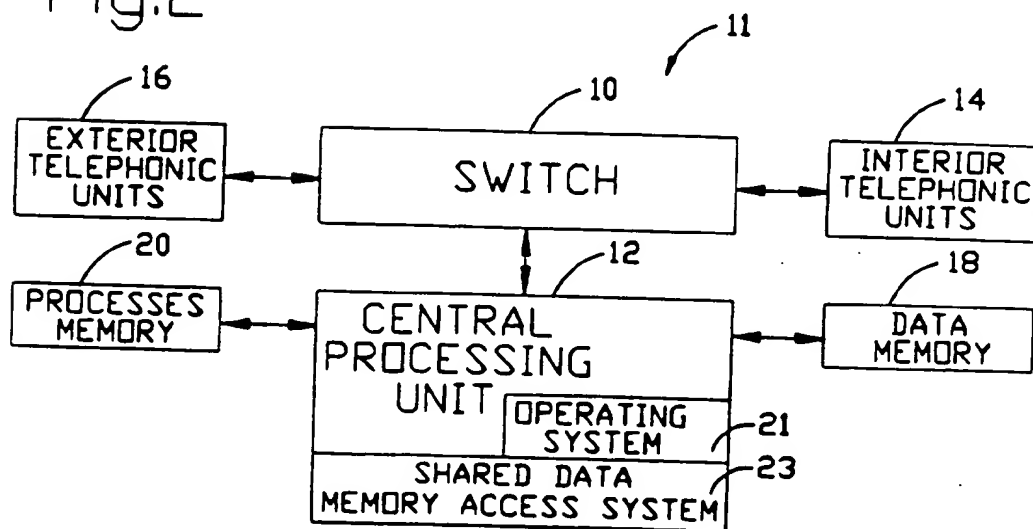 Fig.2
11
16
10
14
EXTERIOR
TELEPHONIC
UNITS
SWITCH
INTERIOR
TELEPHONIC
UNITS
20
12
18
PROCESSES
MEMORY
CENTRAL
PROCESSING
UNIT
DATA
MEMORY
OPERATING
SYSTEM
21
SHARED DATA
MEMORY ACCESS SYSTEM
23